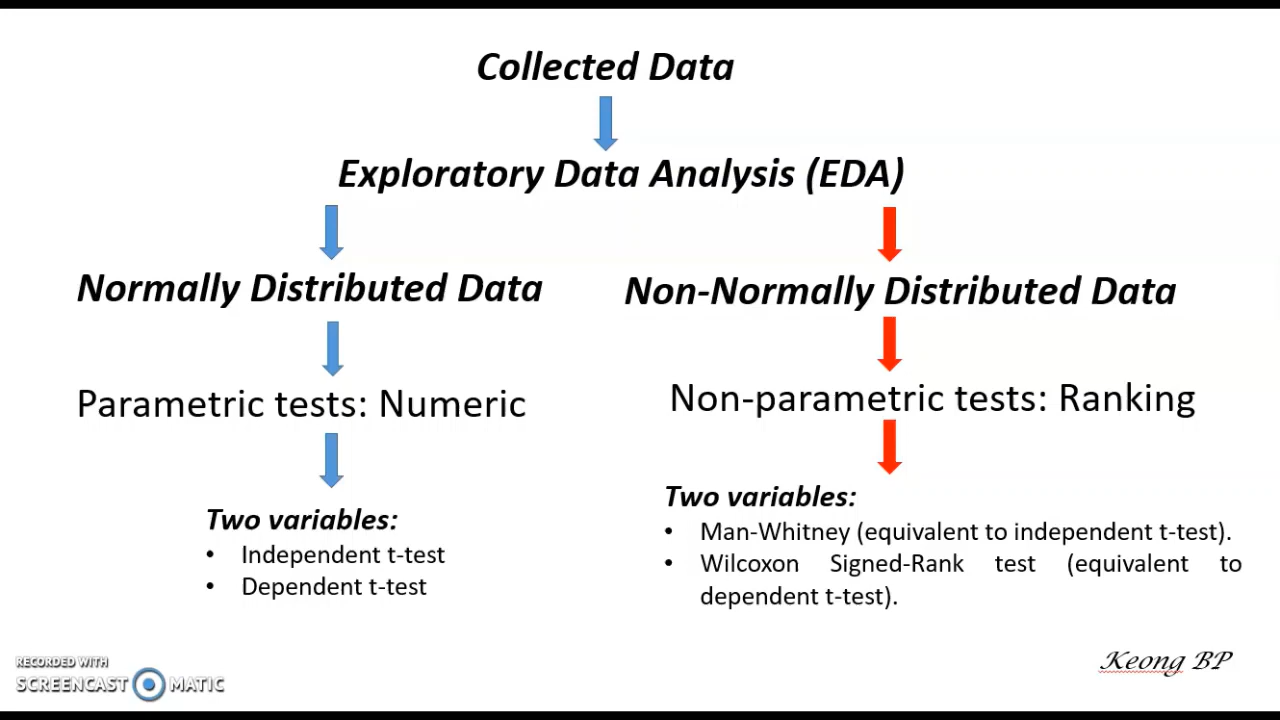 Collected Data
Exploratory Data Analysis (EDA)
Normally Distributed Data
Non-Normally Distributed Data
Parametric tests: Numeric
Non-parametric tests: Ranking
Two variables:
• Independent t-test
• Dependent t-test
Two variables:
• Man-Whitney (equivalent to independent t-test).
• Wilcoxon Signed-Rank test (equivalent to
dependent t-test).
RECORDED WITH
SCREENCAST MATIC
Keong BP